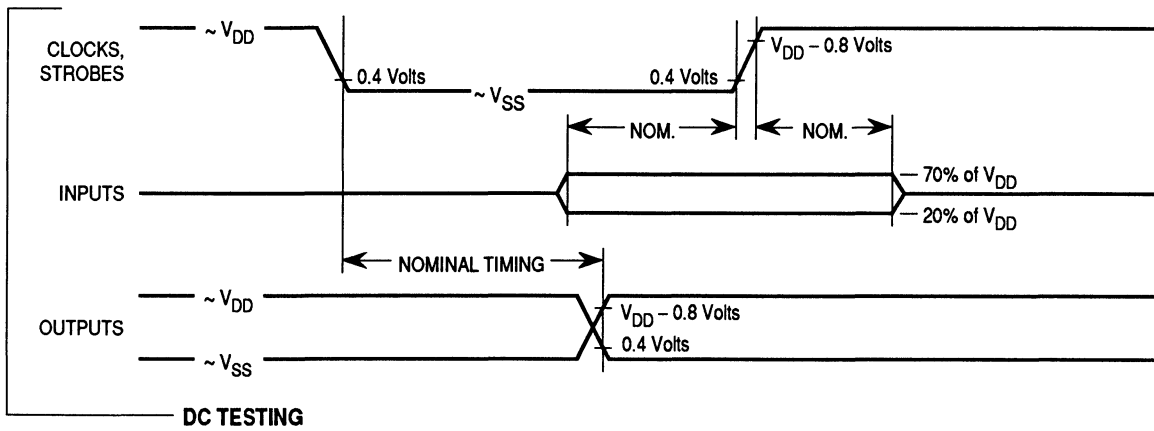 CLOCKS,
STROBES
~ VDD
0.4 Volts
~ VSS
0.4 Volts
VDD – 0.8 Volts
NOM.
NOM.
INPUTS
70% of VDD
20% of VDD
NOMINAL TIMING
OUTPUTS
~ VDD
VDD – 0.8 Volts
0.4 Volts
~ VSS
DC TESTING